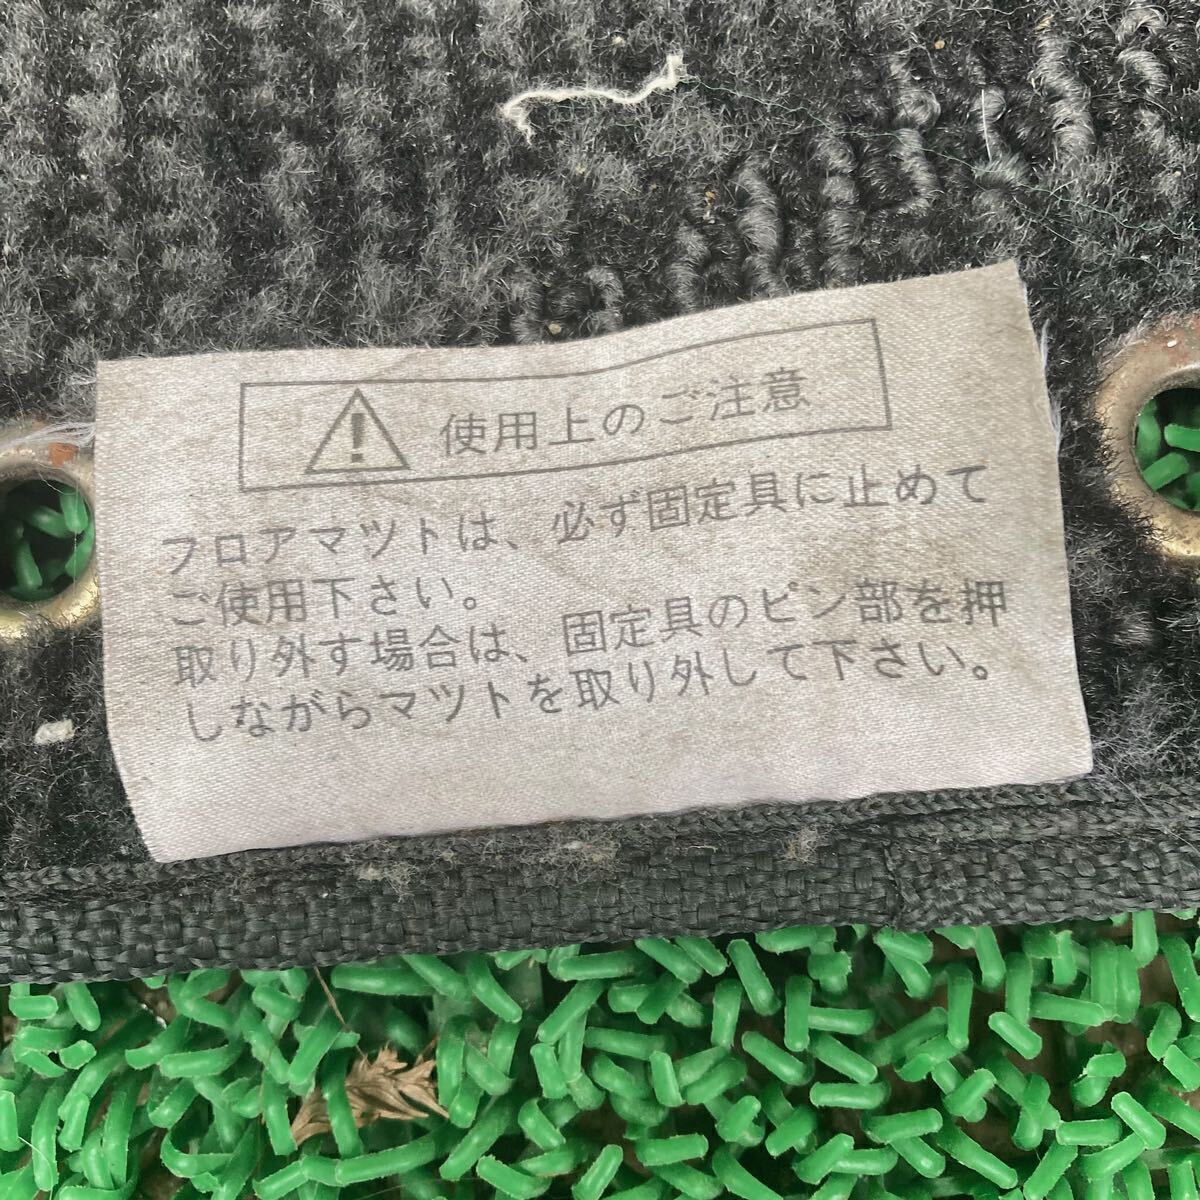 使用上のご注意
フロアマツトは、必ず固定具に止めて
ご使用下さい。
取り外す場合は、固定具のピン部を押
しながらマツトを取り外して下さい。